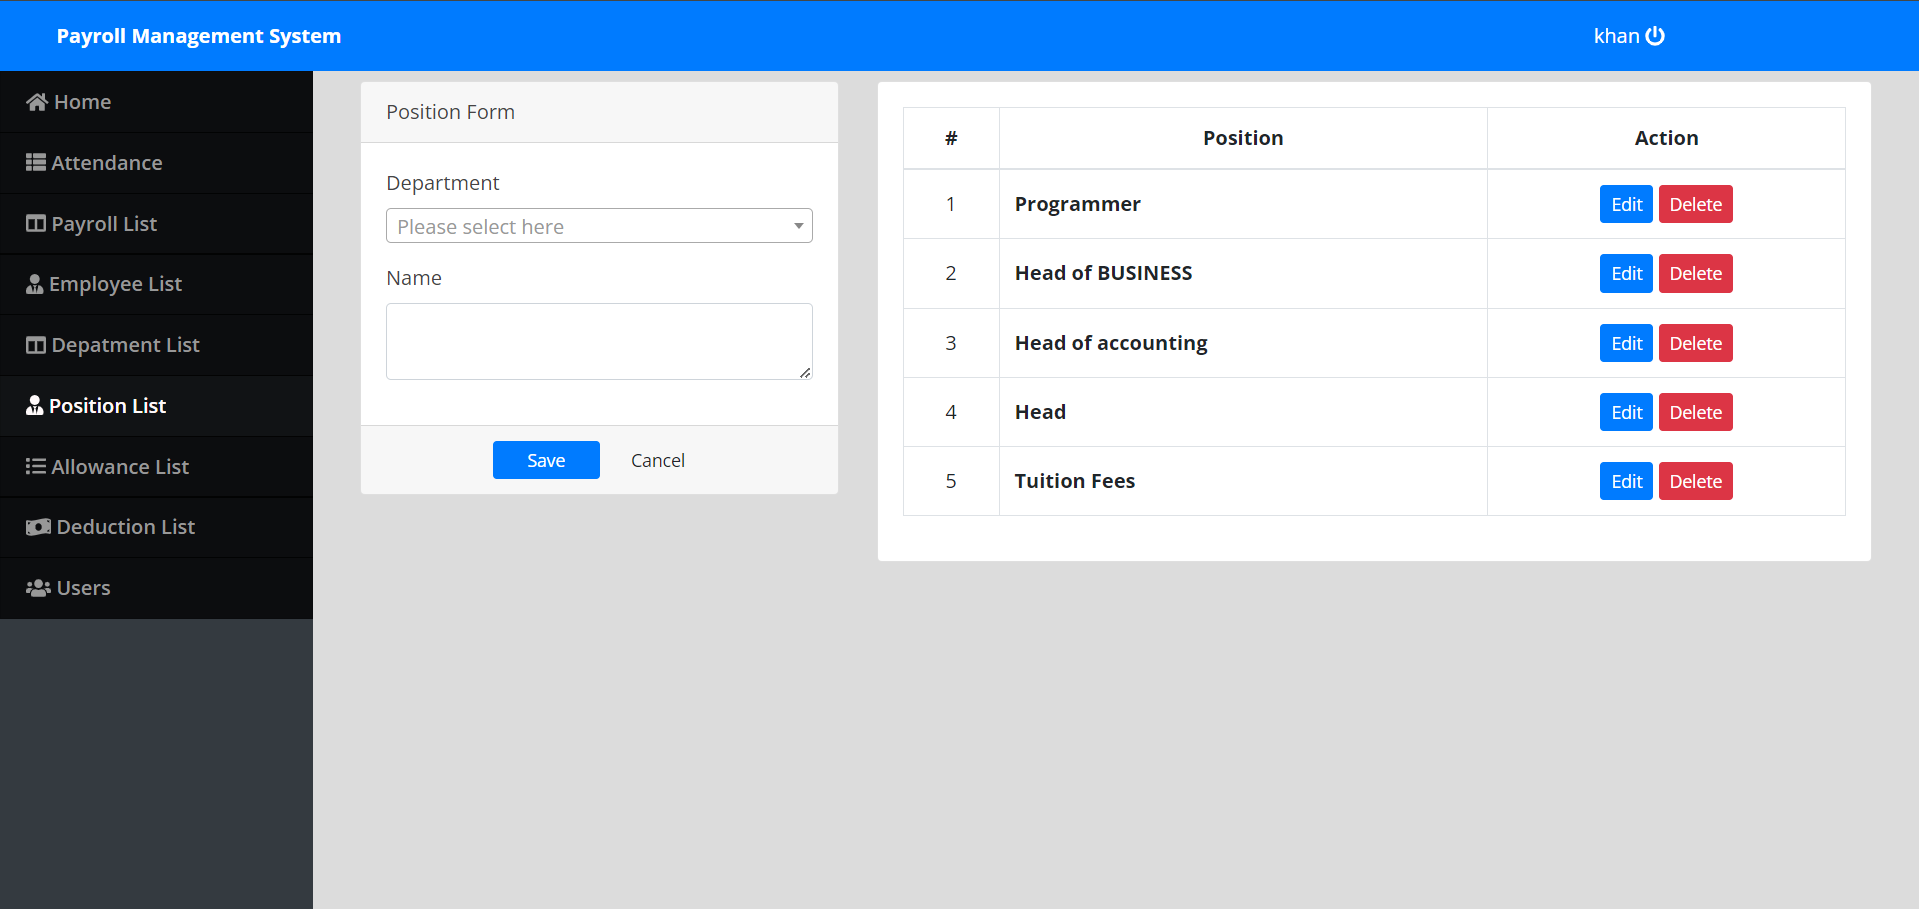 Payroll Management System
khan
Home
Attendance
Payroll List
Employee List
Depatment List
Position List
Allowance List
Deduction List
Users
Position Form
Department
Please select here
Name
Save Cancel
# Position Action
1 Programmer Edit Delete
2 Head of BUSINESS Edit Delete
3 Head of accounting Edit Delete
4 Head Edit Delete
5 Tuition Fees Edit Delete